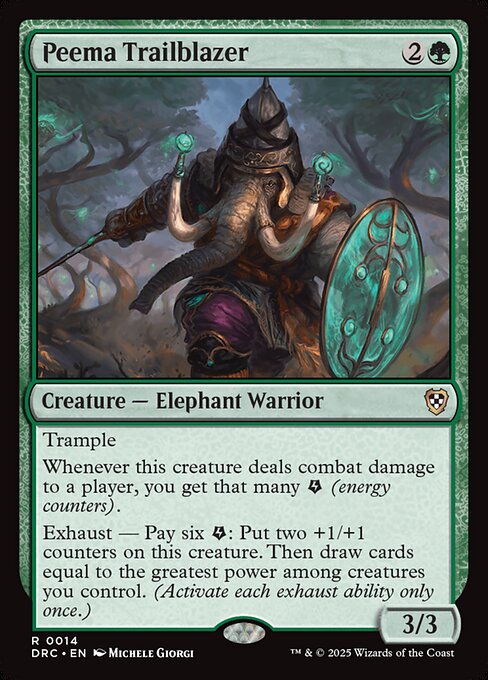 Peema Trailblazer 2
Creature — Elephant Warrior
Trample
Whenever this creature deals combat damage
to a player, you get that many (energy
counters).
Exhaust — Pay six : Put two +1/+1
counters on this creature. Then draw cards
equal to the greatest power among creatures
you control. (Activate each exhaust ability only
once.)
3/3
R 0014
DRC • EN Michele Giorgi
™ & © 2025 Wizards of the Coast